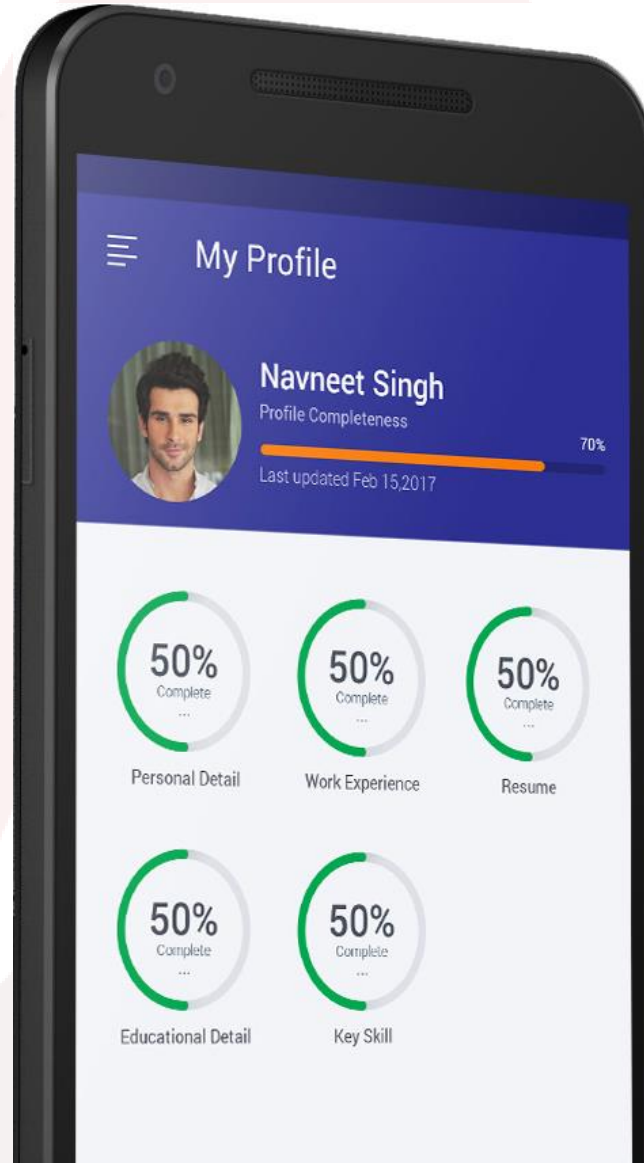 My Profile
Navneet Singh
Profile Completeness
70%
Last updated Feb 15,2017
50%
Complete
...
Personal Detail
50%
Complete
...
Work Experience
50%
Complete
...
Resume
50%
Complete
...
Educational Detail
50%
Complete
...
Key Skill